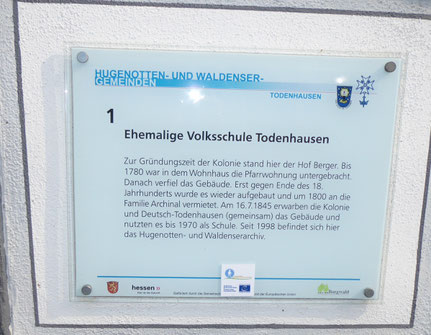 HUGENOTTEN- UND WALDENSER-
GEMEINDEN
TODENHAUSEN
1
Ehemalige Volksschule Todenhausen
Zur Gründungszeit der Kolonie stand hier der Hof Berger. Bis
1780 war in dem Wohnhaus die Pfarrwohnung untergebracht.
Danach verfiel das Gebäude. Erst gegen Ende des 18.
Jahrhunderts wurde es wieder aufgebaut und um 1800 an die
Familie Archinal vermietet. Am 16.7.1845 erwarben die Kolonie
und Deutsch-Todenhausen (gemeinsam) das Gebäude und
nutzten es bis 1970 als Schule. Seit 1998 befindet sich hier
das Hugenotten- und Waldenserarchiv.
hessen
Burgwald